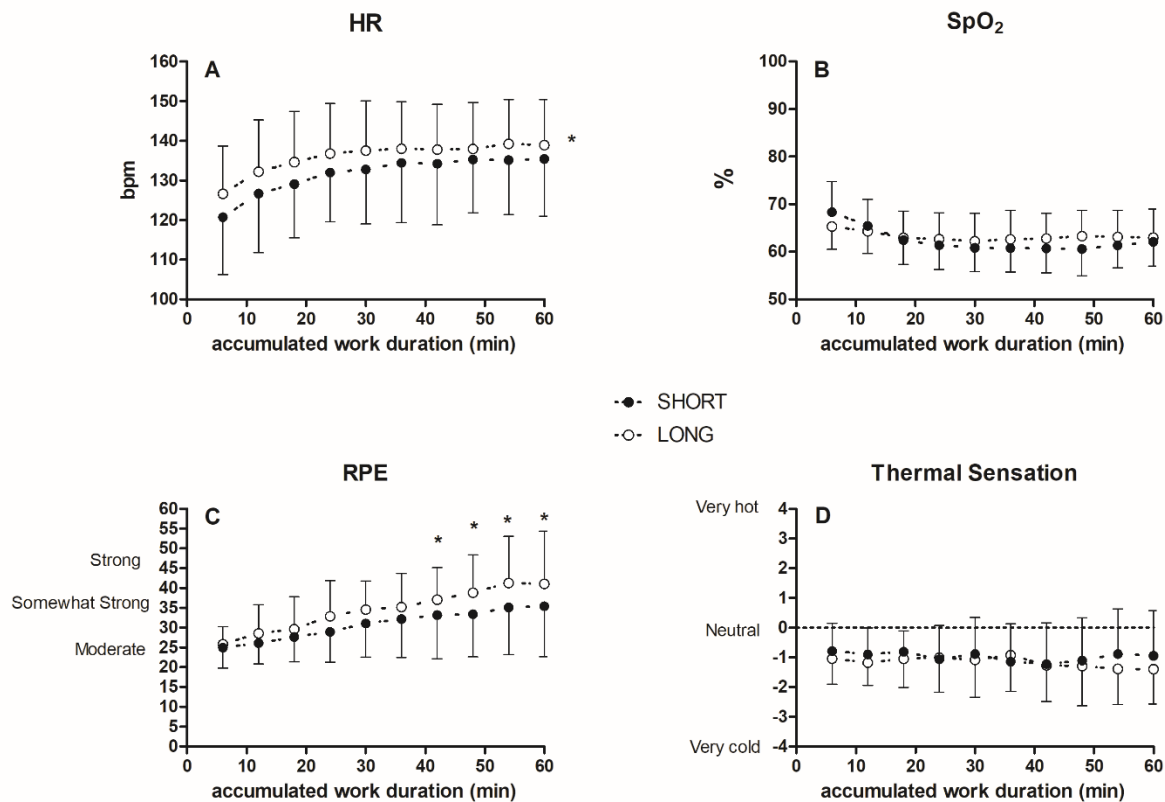 HR
A
160
150
140
130
120
110
100
bpm
*
0 10 20 30 40 50 60
accumulated work duration (min)
SpO₂
B
100
90
80
70
60
50
%
0 10 20 30 40 50 60
accumulated work duration (min)
SHORT
LONG
RPE
C
60
55
50
45
40
35
30
25
20
15
10
5
0
Strong
Somewhat Strong
Moderate
* * * *
0 10 20 30 40 50 60
accumulated work duration (min)
Thermal Sensation
D
Very hot
Neutral
Very cold
4
3
2
1
0
-1
-2
-3
-4
0 10 20 30 40 50 60
accumulated work duration (min)